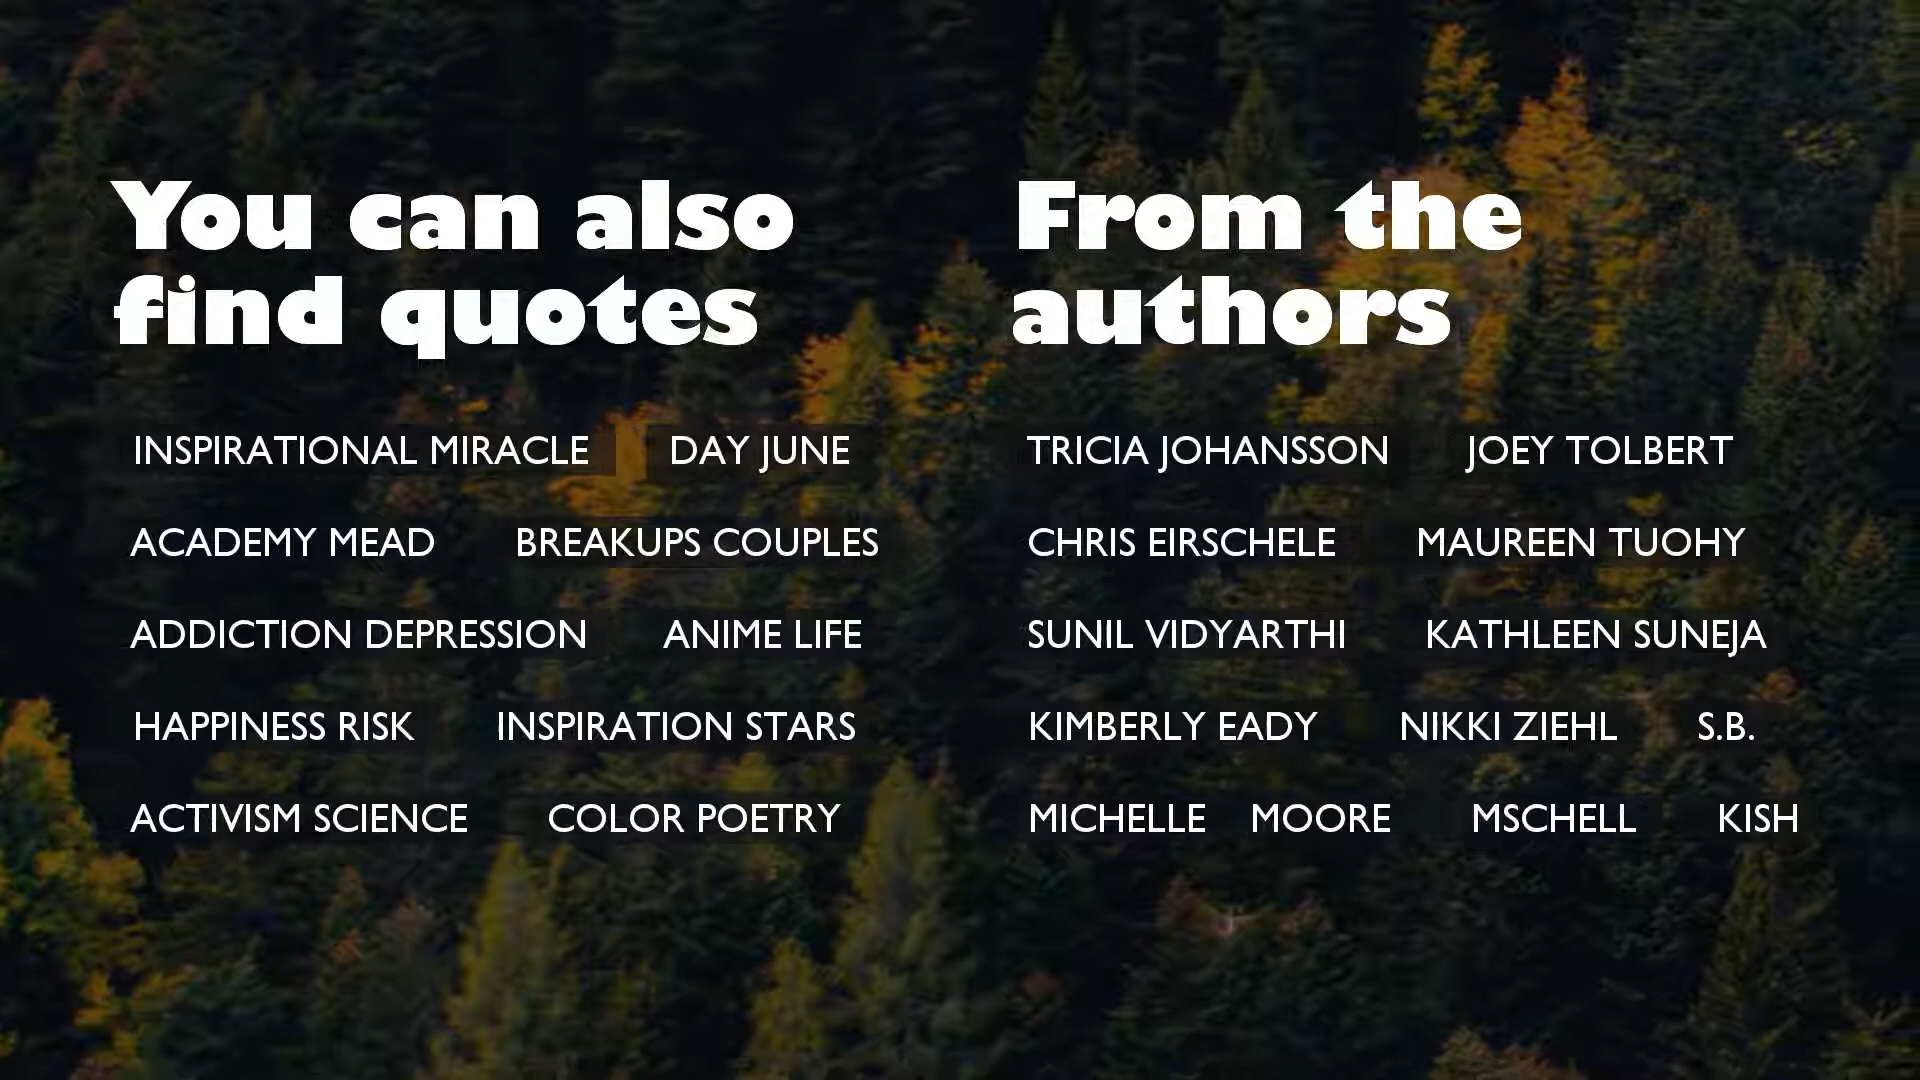 You can also
find quotes
INSPIRATIONAL MIRACLE DAY JUNE
ACADEMY MEAD BREAKUPS COUPLES
ADDICTION DEPRESSION ANIME LIFE
HAPPINESS RISK INSPIRATION STARS
ACTIVISM SCIENCE COLOR POETRY
From the
authors
TRICIA JOHANSSON JOEY TOLBERT
CHRIS EIRSCHELE MAUREEN TUOHY
SUNIL VIDYARTHI KATHLEEN SUNEJA
KIMBERLY EADY NIKKI ZIEHL S.B.
MICHELLE MOORE MSCHELL KISH